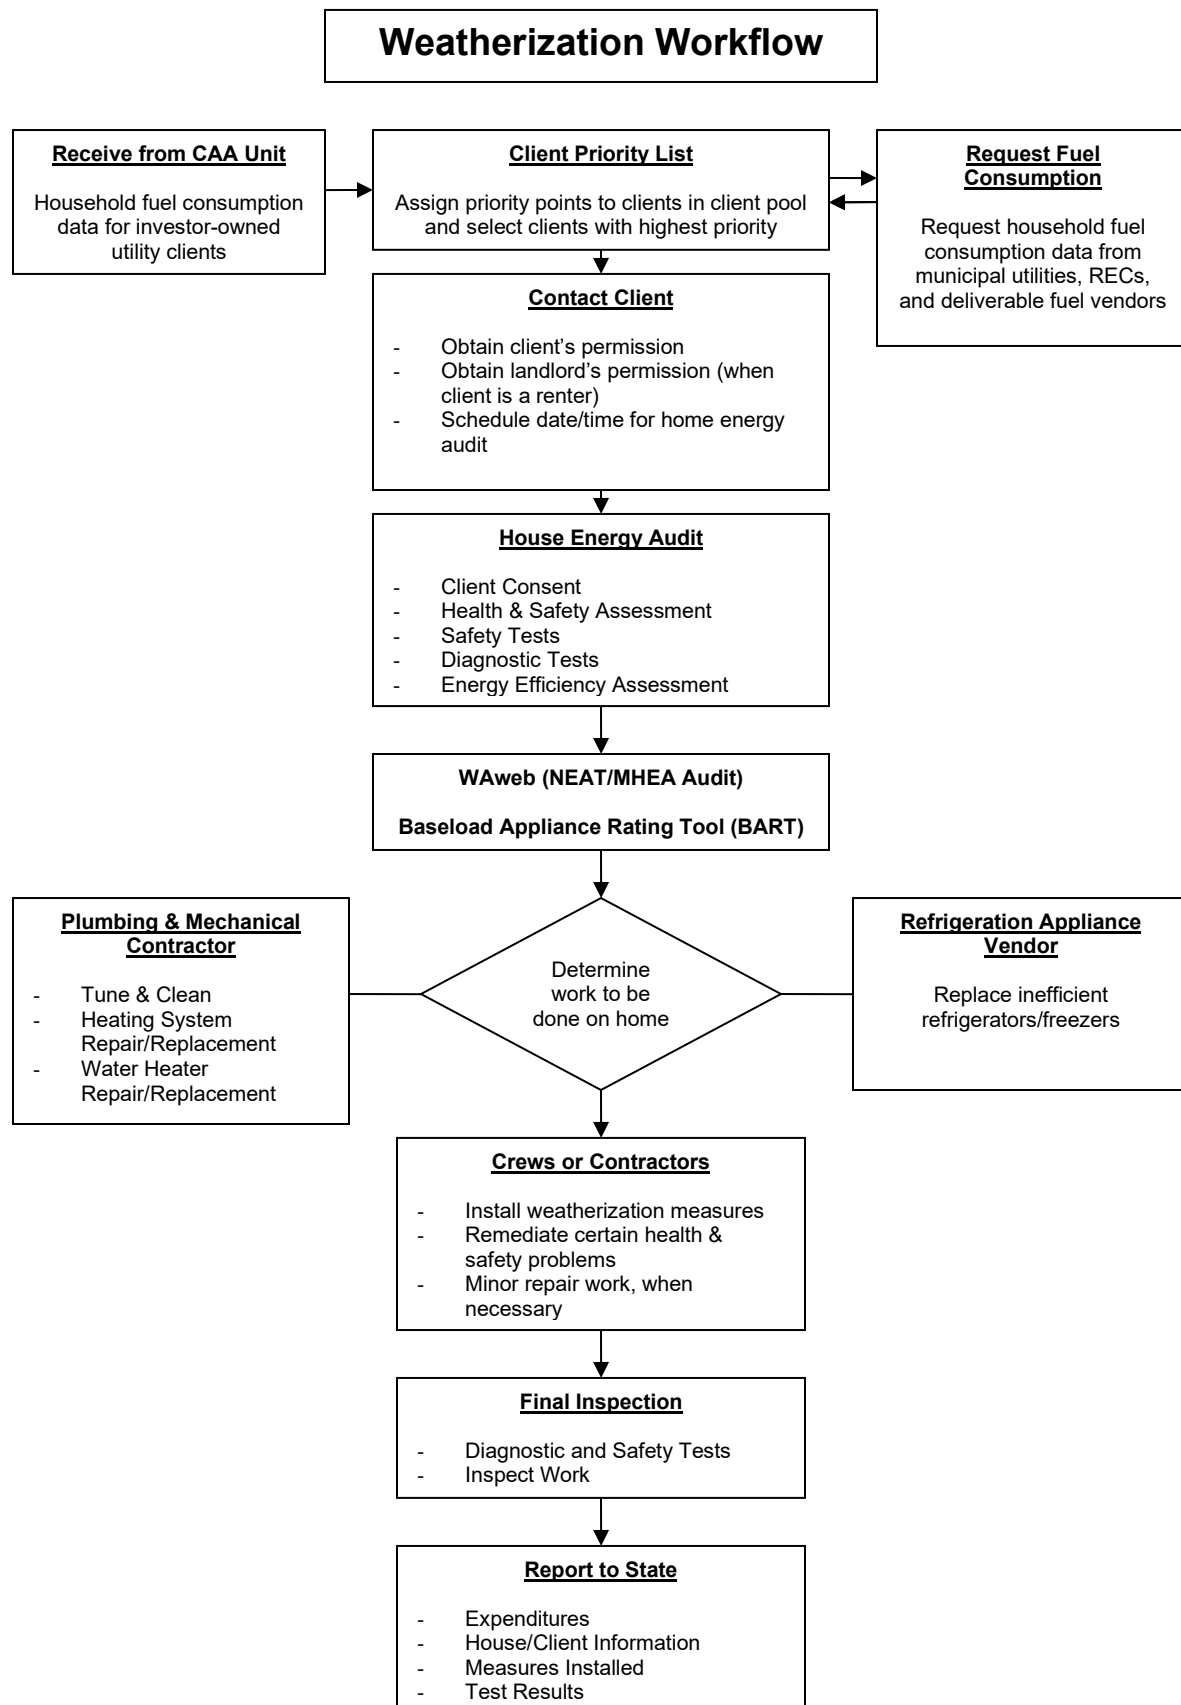 Weatherization Workflow
Receive from CAA Unit
Household fuel consumption
data for investor-owned
utility clients
Client Priority List
Assign priority points to clients in client pool
and select clients with highest priority
Request Fuel
Consumption
Request household fuel
consumption data from
municipal utilities, RECs,
and deliverable fuel vendors
Contact Client
- Obtain client’s permission
- Obtain landlord’s permission (when
client is a renter)
- Schedule date/time for home energy
audit
House Energy Audit
- Client Consent
- Health & Safety Assessment
- Safety Tests
- Diagnostic Tests
- Energy Efficiency Assessment
WAweb (NEAT/MHEA Audit)
Baseload Appliance Rating Tool (BART)
Plumbing & Mechanical
Contractor
- Tune & Clean
- Heating System
Repair/Replacement
- Water Heater
Repair/Replacement
Determine
work to be
done on home
Refrigeration Appliance
Vendor
Replace inefficient
refrigerators/freezers
Crews or Contractors
- Install weatherization measures
- Remediate certain health &
safety problems
- Minor repair work, when
necessary
Final Inspection
- Diagnostic and Safety Tests
- Inspect Work
Report to State
- Expenditures
- House/Client Information
- Measures Installed
- Test Results